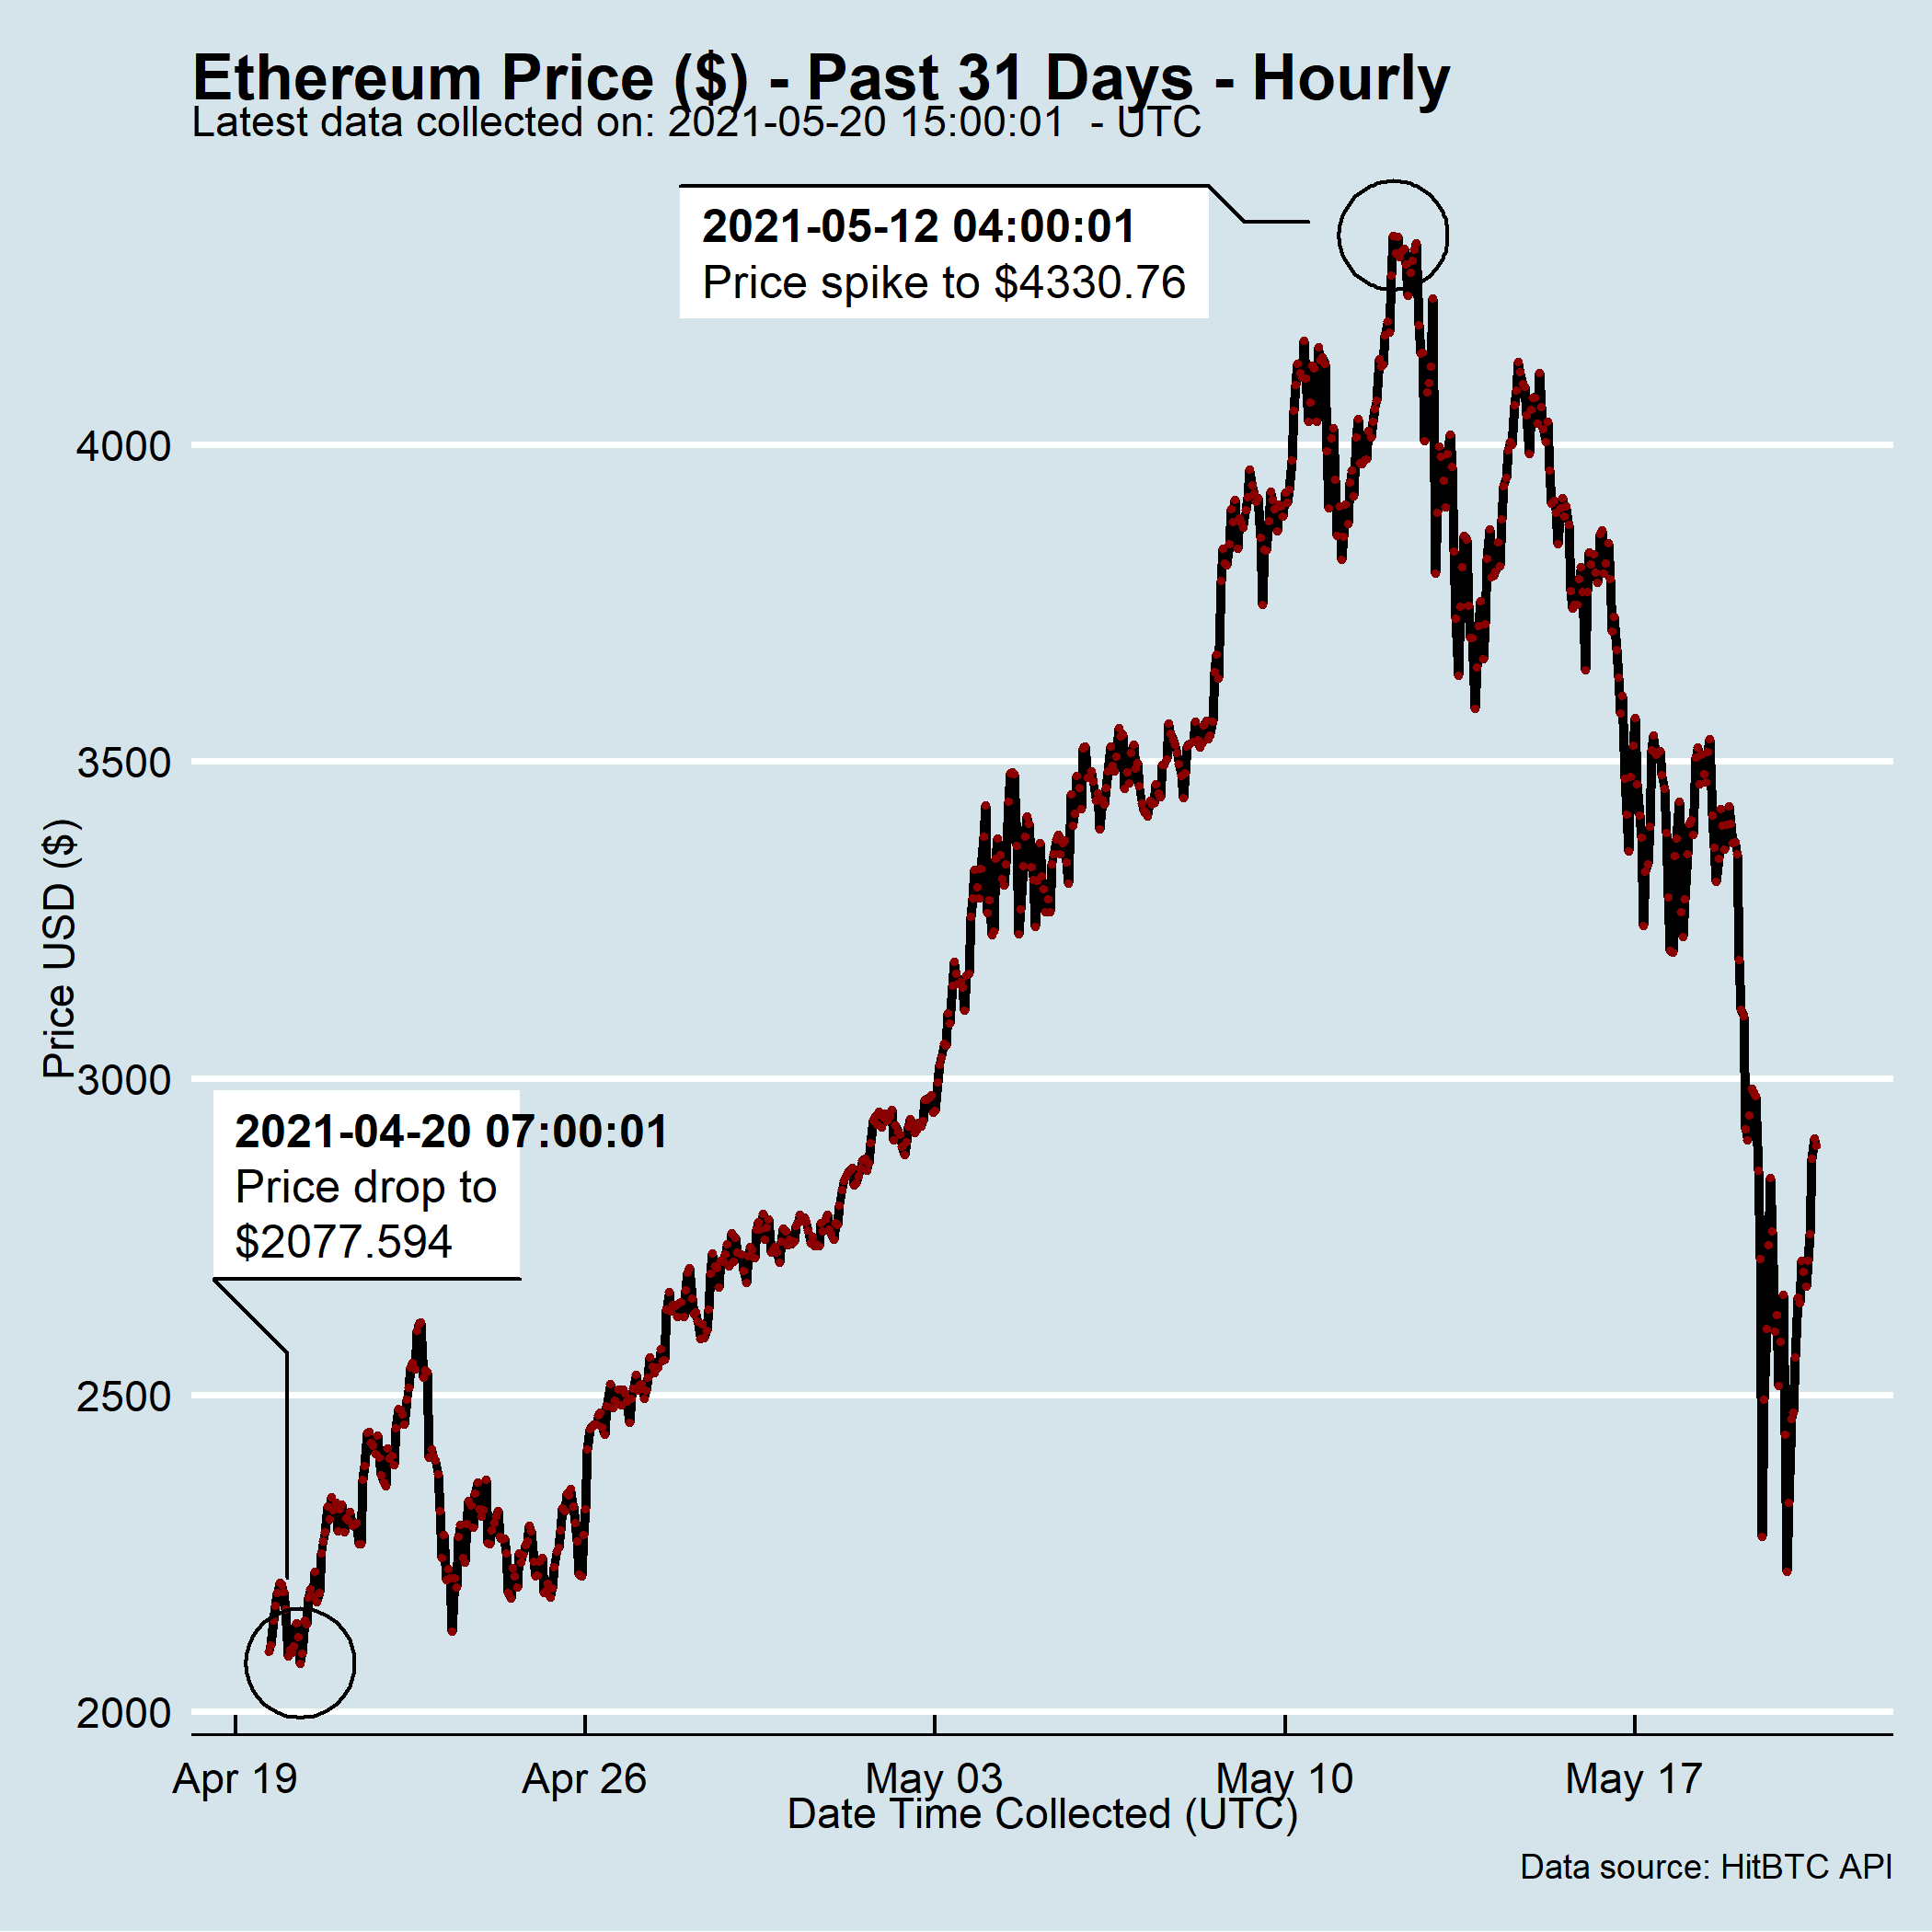 Ethereum Price ($) - Past 31 Days - Hourly
Latest data collected on: 2021-05-20 15:00:01  - UTC
2021-05-12 04:00:01
Price spike to $4330.76
4000
3500
Price USD ($)
3000
2021-04-20 07:00:01
Price drop to
$2077.594
2500
2000
Apr 19
Apr 26
May 03
May 10
May 17
Date Time Collected (UTC)
Data source: HitBTC API